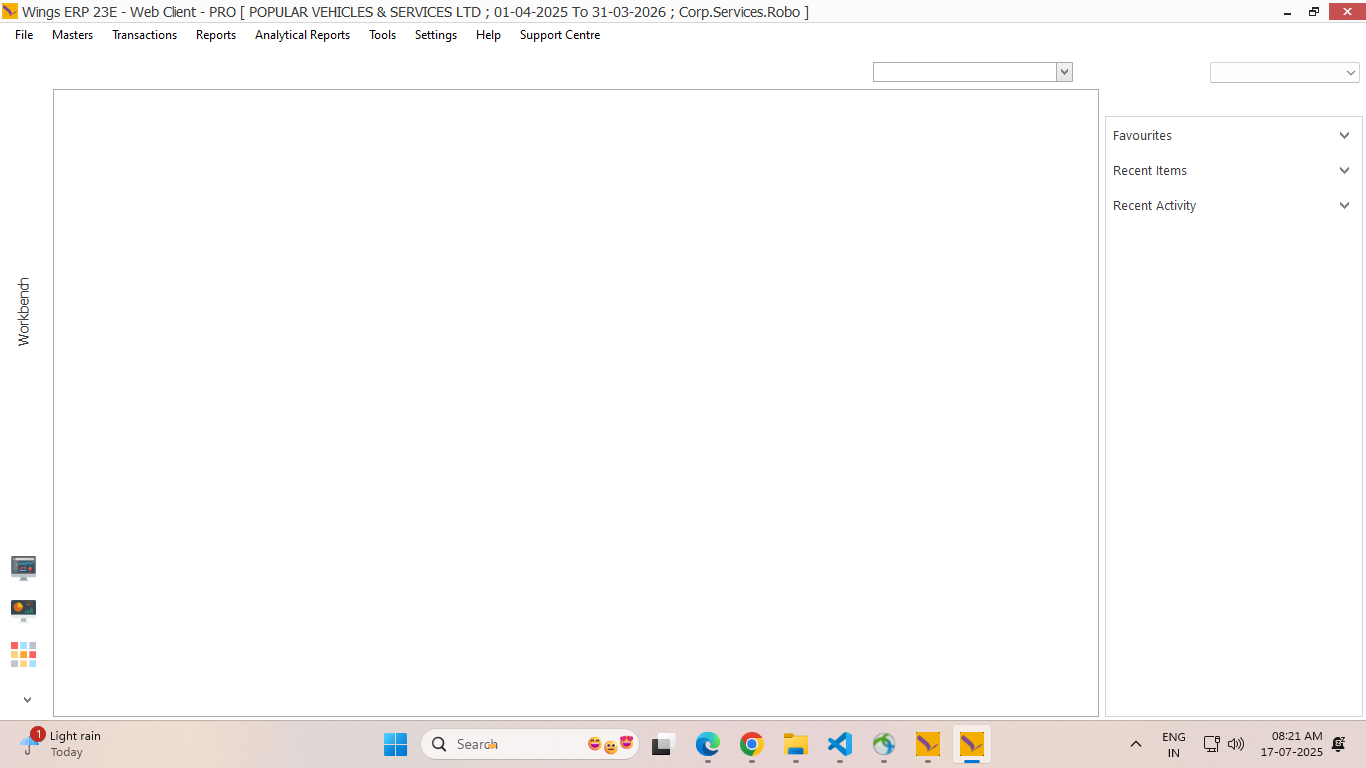 Wings ERP 23E - Web Client - PRO [ POPULAR VEHICLES & SERVICES LTD ; 01-04-2025 To 31-03-2026 ; Corp.Services.Robo ]
File Masters Transactions Reports Analytical Reports Tools Settings Help Support Centre
Favourites
Recent Items
Recent Activity
Workbench
1
Light rain
Today
Search
ENG
IN
08:21 AM
17-07-2025